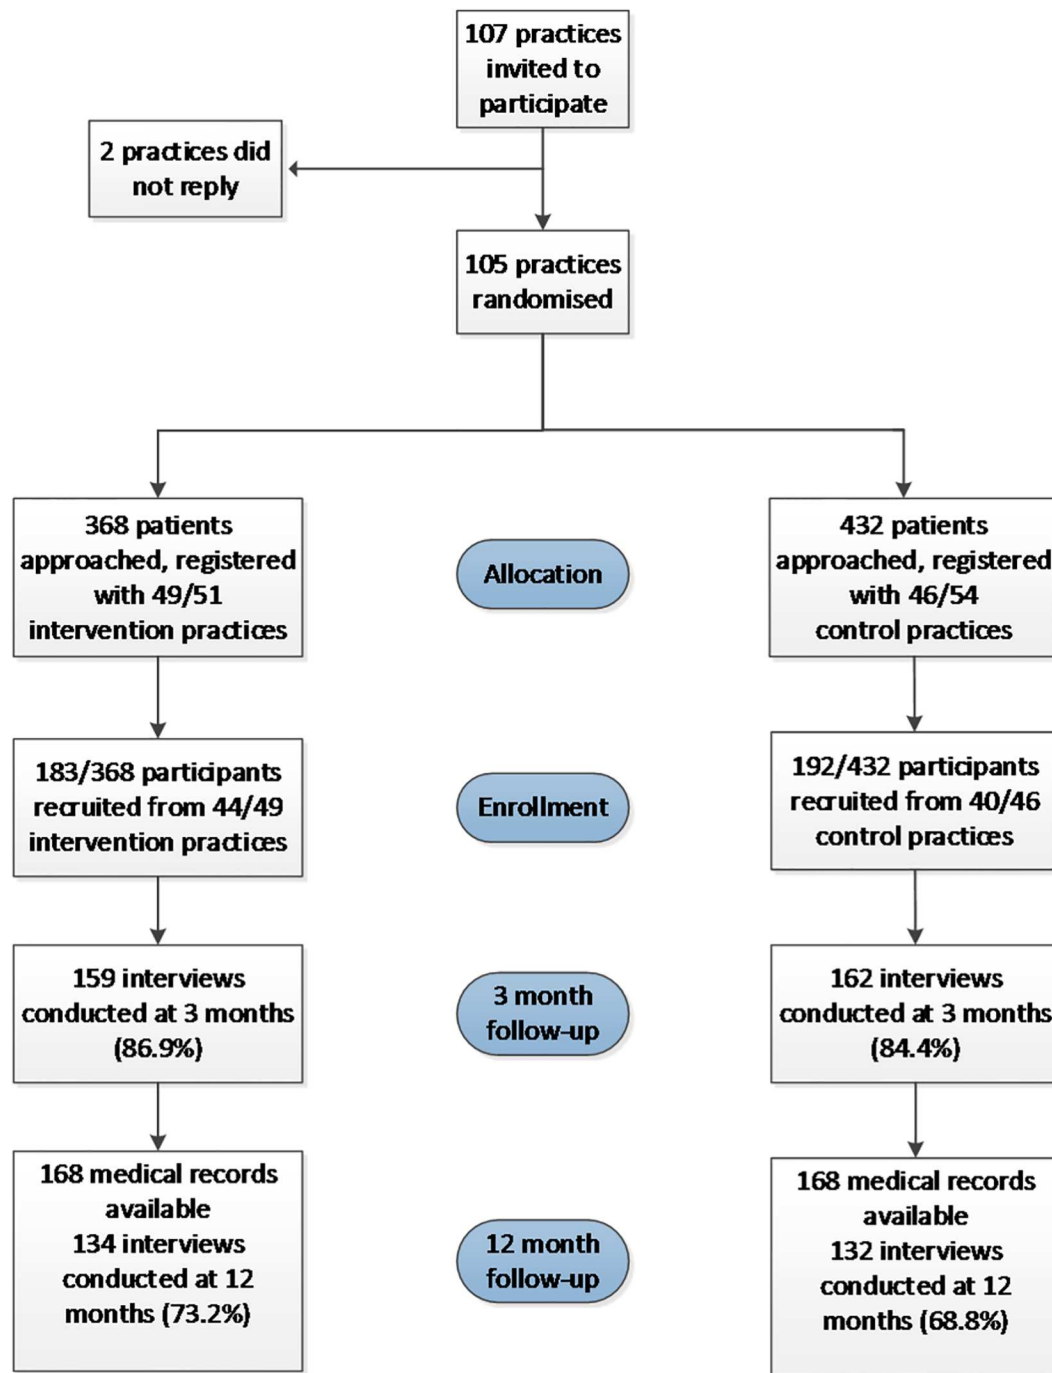 107 practices
invited to
participate
2 practices did
not reply
105 practices
randomised
368 patients
approached, registered
with 49/51
intervention practices
Allocation
432 patients
approached, registered
with 46/54
control practices
183/368 participants
recruited from 44/49
intervention practices
Enrollment
192/432 participants
recruited from 40/46
control practices
159 interviews
conducted at 3 months
(86.9%)
3 month
follow-up
162 interviews
conducted at 3 months
(84.4%)
168 medical records
available
134 interviews
conducted at 12
months (73.2%)
12 month
follow-up
168 medical records
available
132 interviews
conducted at 12
months (68.8%)